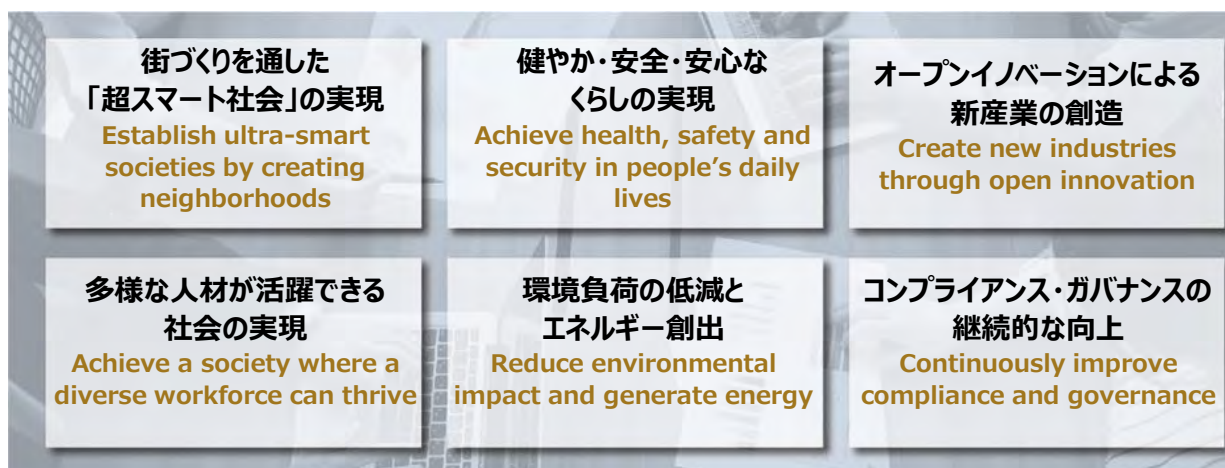 街づくりを通した
「超スマート社会」の実現
Establish ultra-smart
societies by creating
neighborhoods
健やか・安全・安心な
くらしの実現
Achieve health, safety and
security in people’s daily
lives
オープンイノベーションによる
新産業の創造
Create new industries
through open innovation
多様な人材が活躍できる
社会の実現
Achieve a society where a
diverse workforce can thrive
環境負荷の低減と
エネルギー創出
Reduce environmental
impact and generate energy
コンプライアンス・ガバナンスの
継続的な向上
Continuously improve
compliance and governance